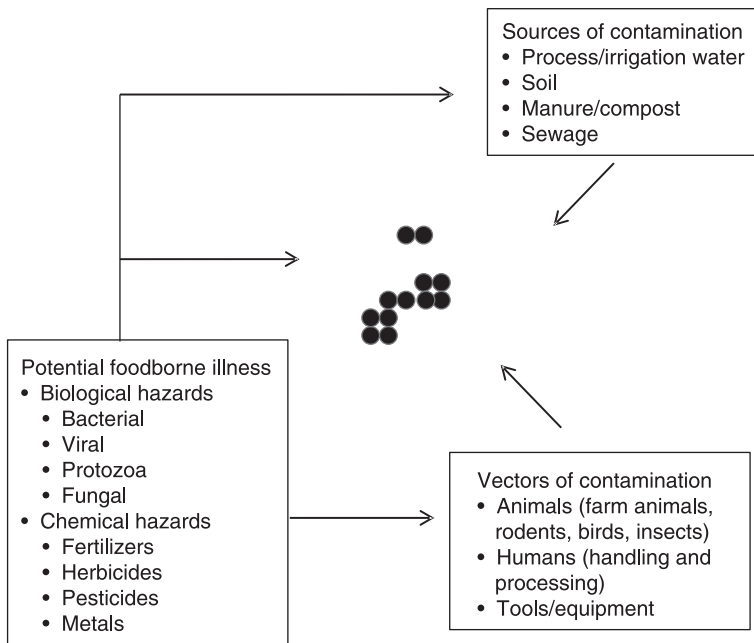 Sources of contamination
• Process/irrigation water
• Soil
• Manure/compost
• Sewage
Potential foodborne illness
• Biological hazards
• Bacterial
• Viral
• Protozoa
• Fungal
• Chemical hazards
• Fertilizers
• Herbicides
• Pesticides
• Metals
Vectors of contamination
• Animals (farm animals,
rodents, birds, insects)
• Humans (handling and
processing)
• Tools/equipment